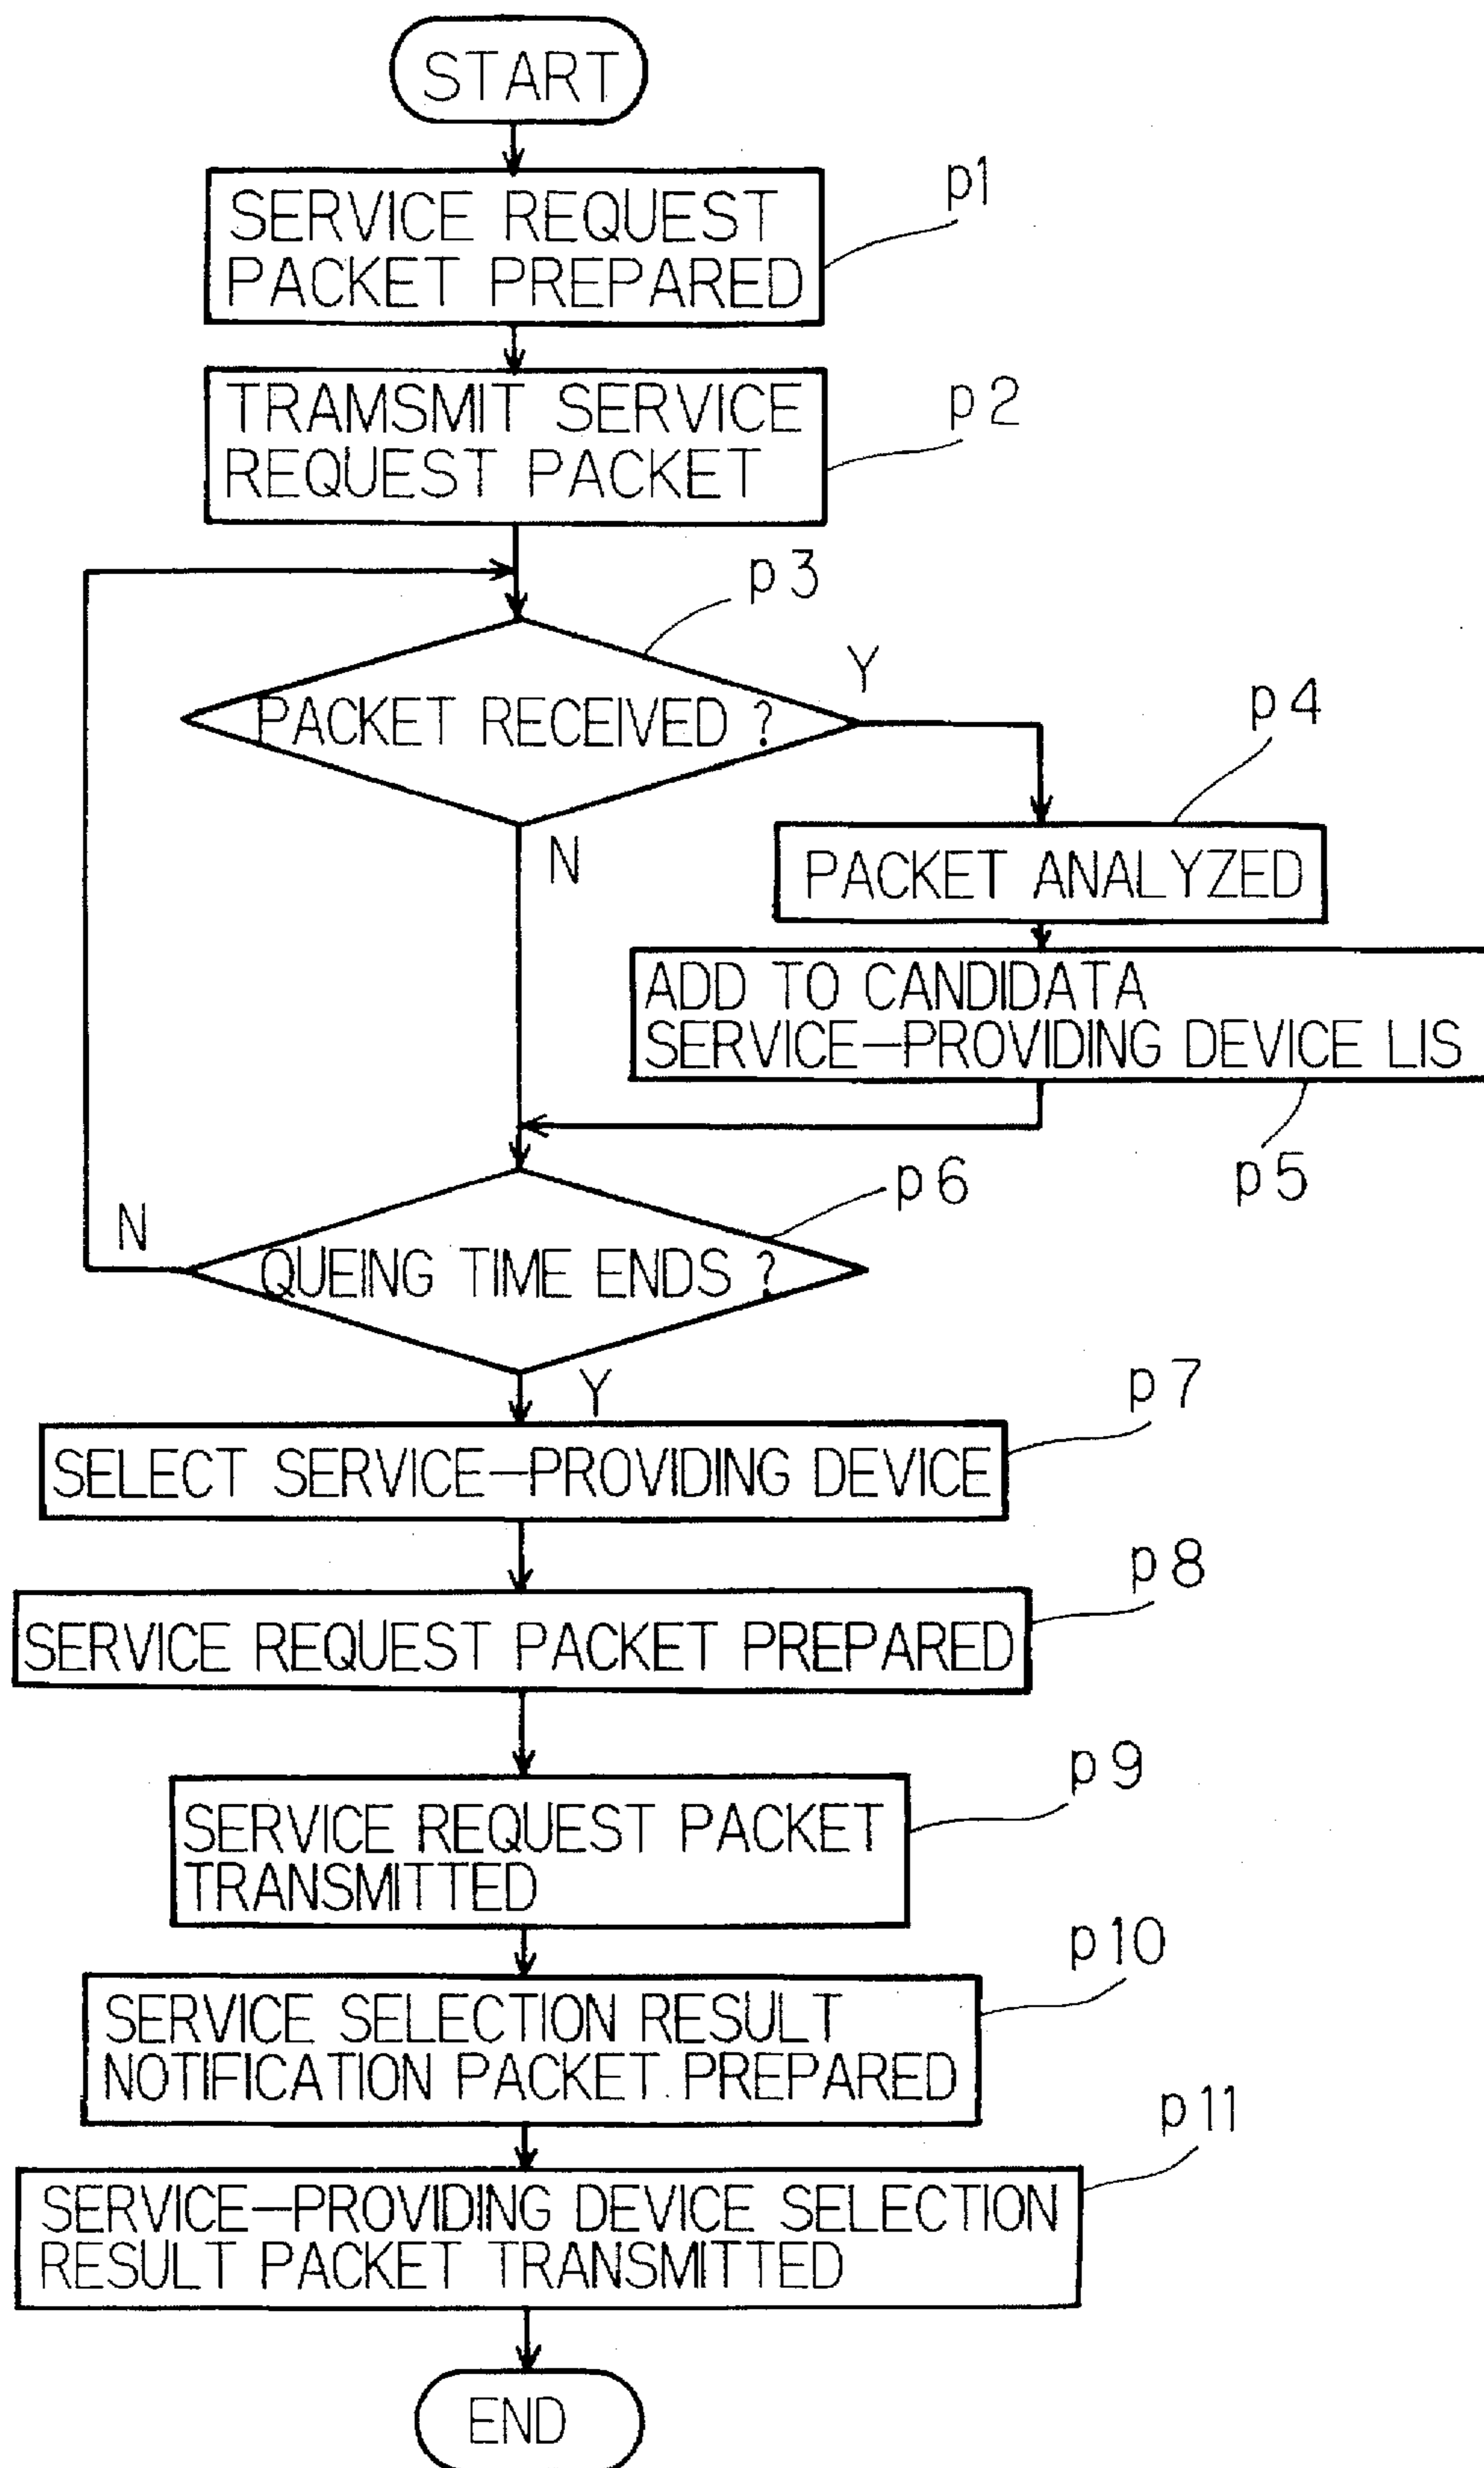 START
p1
SERVICE REQUEST
PACKET PREPARED
p2
TRAMSMIT SERVICE
REQUEST PACKET
p3
PACKET RECEIVED ?
Y
N
p4
PACKET ANALYZED
ADD TO CANDIDATA
SERVICE-PROVIDING DEVICE LIS
p5
p6
QUEING TIME ENDS ?
N
Y
p7
SELECT SERVICE-PROVIDING DEVICE
p8
SERVICE REQUEST PACKET PREPARED
p9
SERVICE REQUEST PACKET
TRANSMITTED
p10
SERVICE SELECTION RESULT
NOTIFICATION PACKET PREPARED
p11
SERVICE-PROVIDING DEVICE SELECTION
RESULT PACKET TRANSMITTED
END